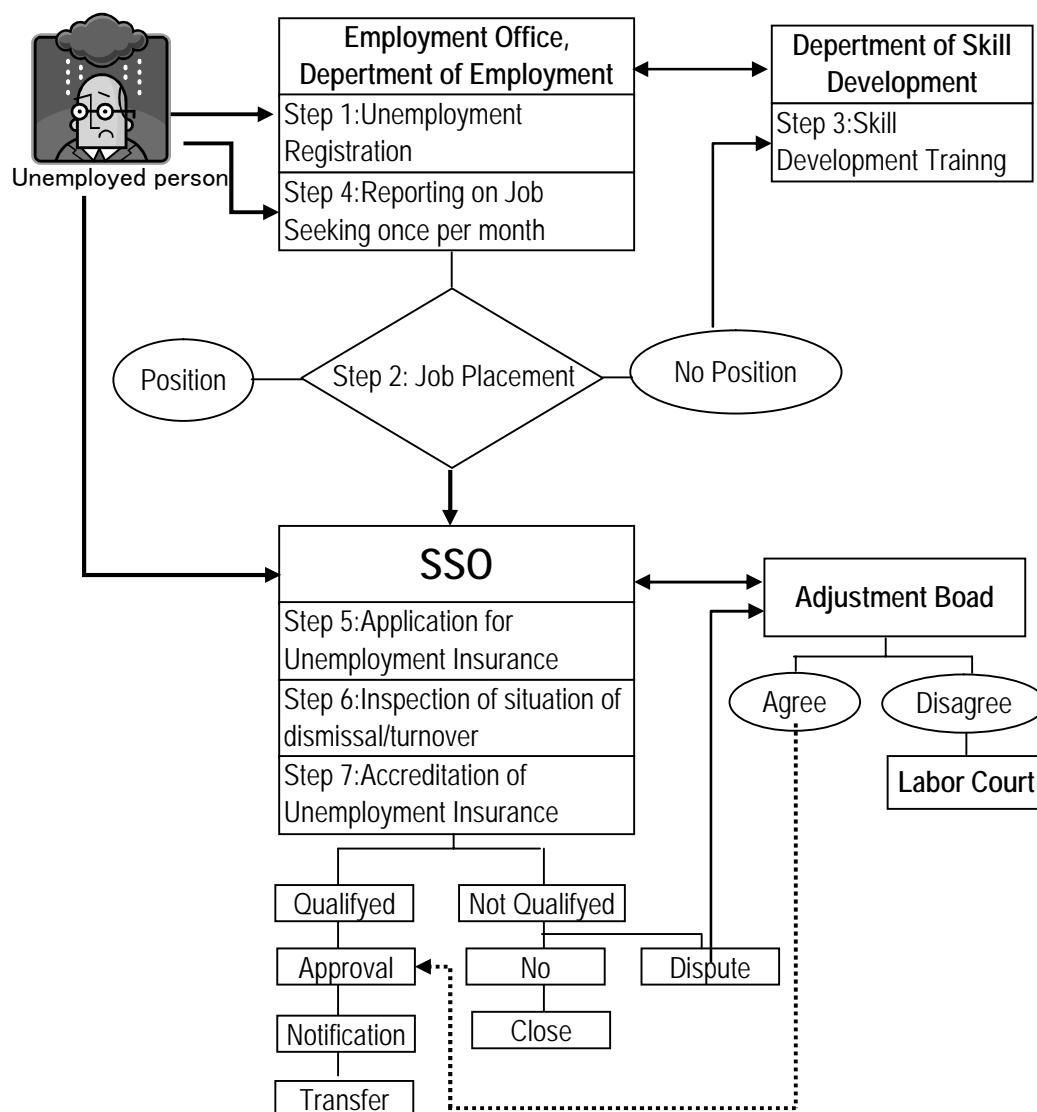 Employment Office,
Depertment of Employment
Step 1:Unemployment
Registration
Step 4:Reporting on Job
Seeking once per month
Depertment of Skill
Development
Step 3:Skill
Development Trainng
Unemployed person
Position
Step 2: Job Placement
No Position
SSO
Step 5:Application for
Unemployment Insurance
Step 6:Inspection of situation of
dismissal/turnover
Step 7:Accreditation of
Unemployment Insurance
Adjustment Boad
Agree
Disagree
Labor Court
Qualifyed
Not Qualifyed
Approval
No
Dispute
Notification
Close
Transfer